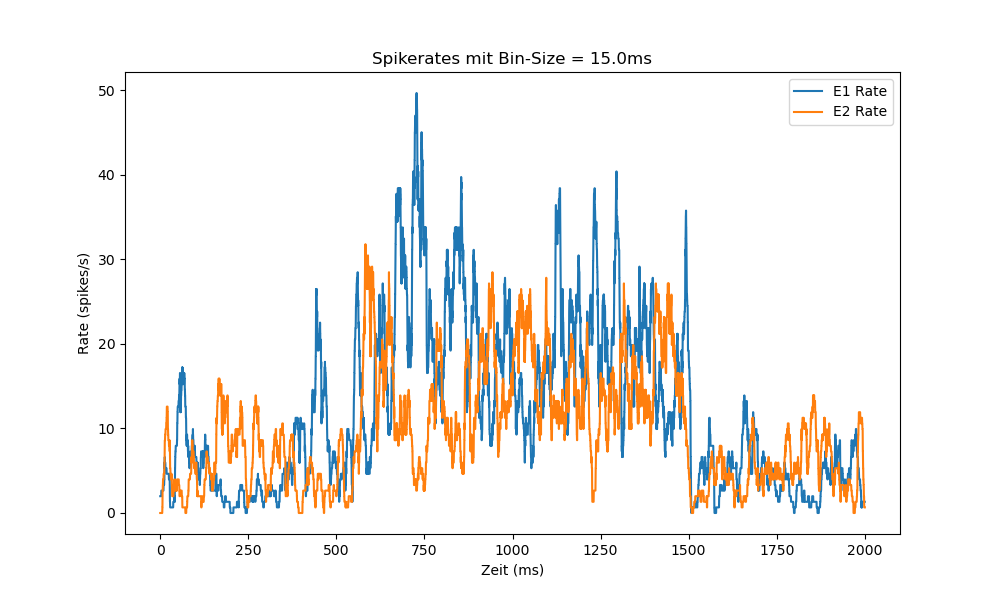 Spikerates mit Bin-Size = 15.0ms
E1 Rate
E2 Rate
50
40
30
20
10
0
Rate (spikes/s)
0 250 500 750 1000 1250 1500 1750 2000
Zeit (ms)